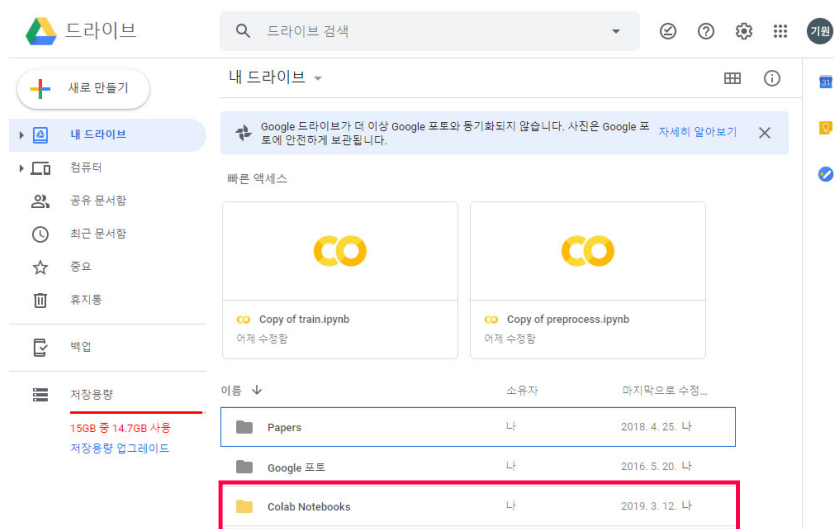 드라이브
드라이브 검색
기원
새로 만들기
내 드라이브
컴퓨터
공유 문서함
최근 문서함
중요
휴지통
백업
저장용량
15GB 중 14.7GB 사용
저장용량 업그레이드
내 드라이브
Google 드라이브가 더 이상 Google 포토와 동기화되지 않습니다. 사진은 Google 포
토에 안전하게 보관됩니다.
자세히 알아보기
빠른 액세스
Copy of train.ipynb
어제 수정함
Copy of preprocess.ipynb
어제 수정함
이름 소유자 마지막으로 수정...
Papers 나 2018. 4. 25. 나
Google 포토 나 2016. 5. 20. 나
Colab Notebooks 나 2019. 3. 12. 나
31